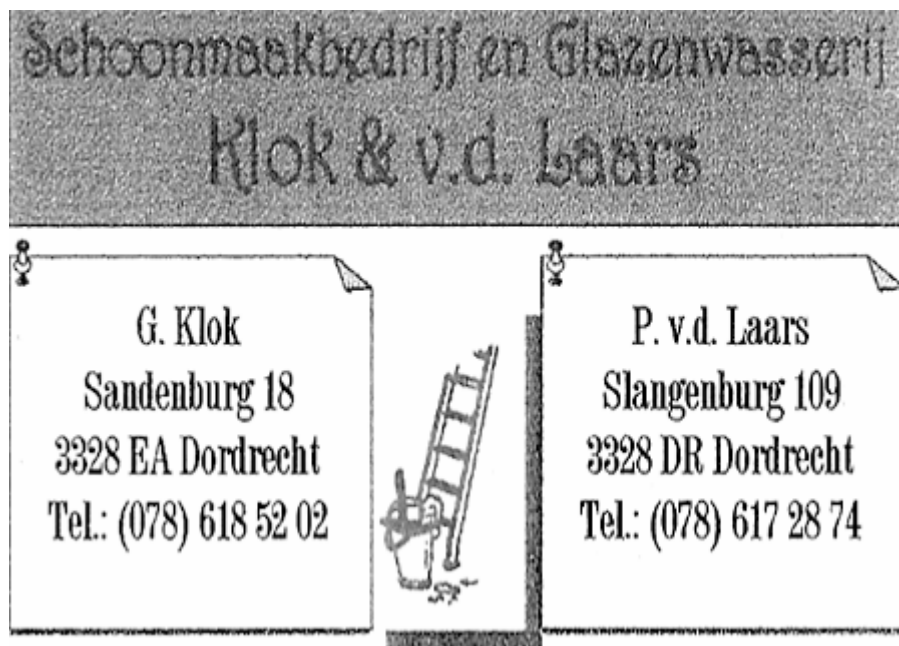 Schoonmaakbedrijf en Glazenwasserij
Klok & v.d. Laars
G. Klok
Sandenburg 18
3328 EA Dordrecht
Tel.: (078) 618 52 02
P. v.d. Laars
Slangenburg 109
3328 DR Dordrecht
Tel.: (078) 617 28 74